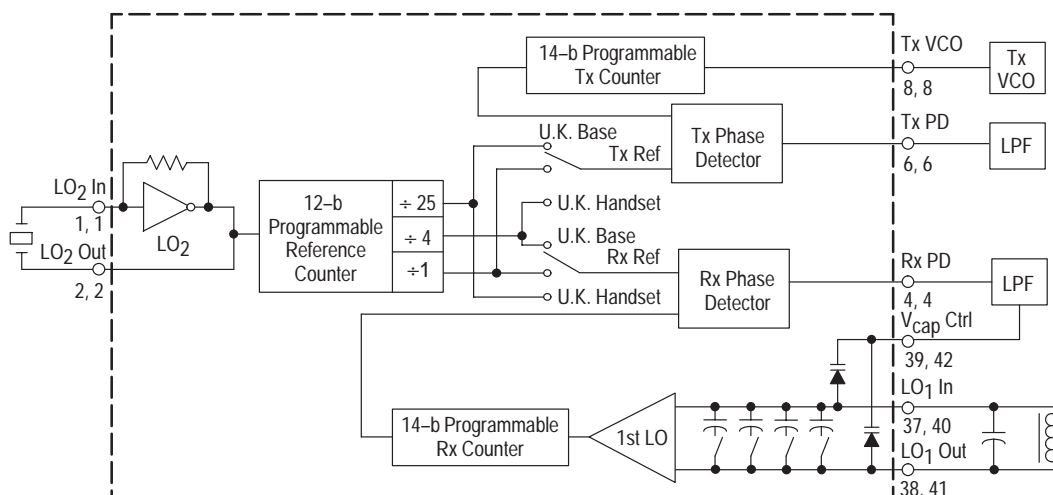 14–b Programmable
Tx Counter
Tx VCO
8, 8
Tx
VCO
U.K. Base
Tx Ref
Tx Phase
Detector
Tx PD
6, 6
LPF
LO2 In
1, 1
LO2
LO2 Out
2, 2
12–b
Programmable
Reference
Counter
÷ 25
÷ 4
÷1
U.K. Handset
U.K. Base
Rx Ref
U.K. Handset
Rx Phase
Detector
Rx PD
4, 4
LPF
Vcap Ctrl
39, 42
LO1 In
37, 40
LO1 Out
38, 41
14–b Programmable
Rx Counter
1st LO